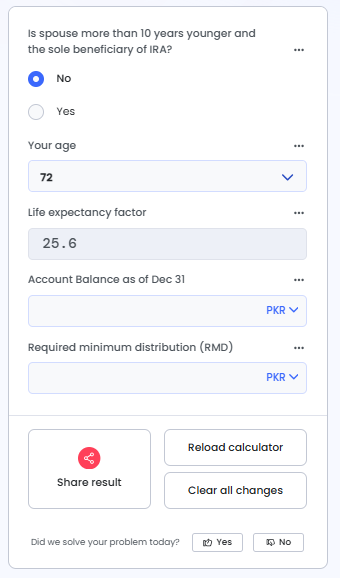 Is spouse more than 10 years younger and
the sole beneficiary of IRA?
No
Yes
Your age
72
Life expectancy factor
25.6
Account Balance as of Dec 31
PKR
Required minimum distribution (RMD)
PKR
Share result
Reload calculator
Clear all changes
Did we solve your problem today?
Yes
No